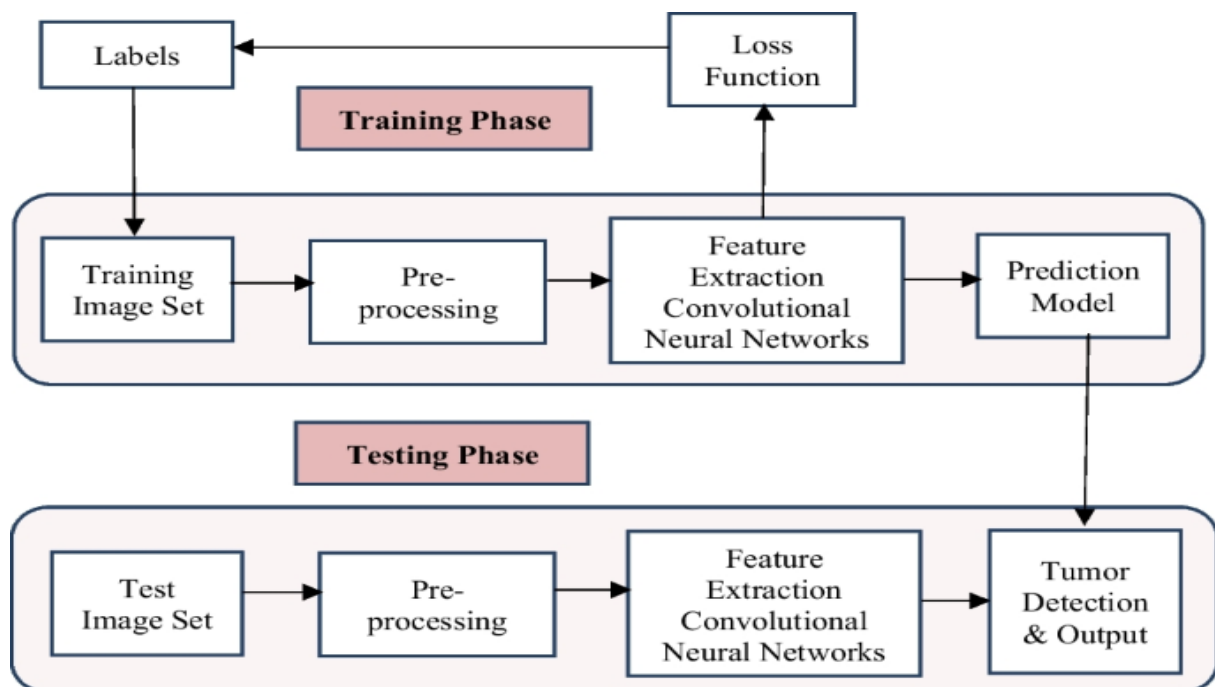 Labels
Loss
Function
Training Phase
Training
Image Set
Pre-
processing
Feature
Extraction
Convolutional
Neural Networks
Prediction
Model
Testing Phase
Test
Image Set
Pre-
processing
Feature
Extraction
Convolutional
Neural Networks
Tumor
Detection
& Output